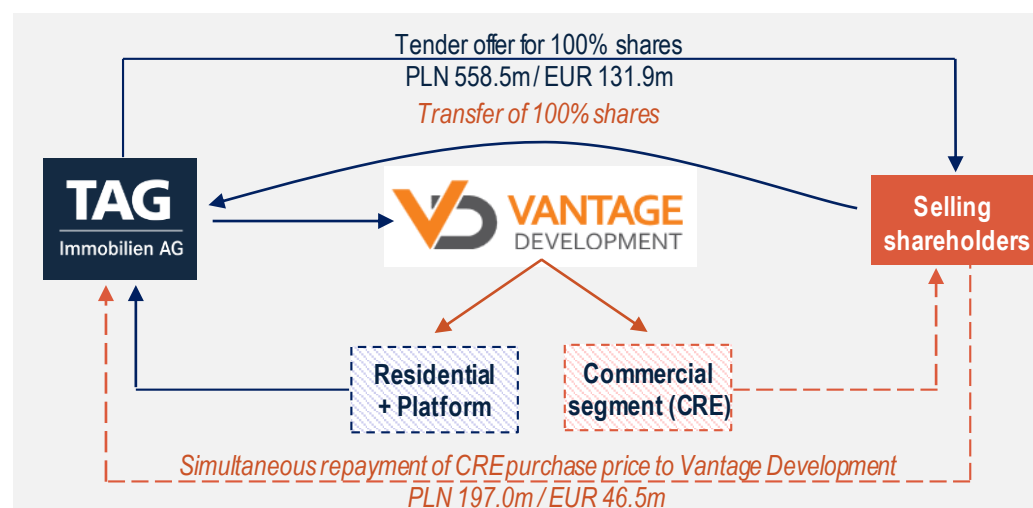 Tender offer for 100% shares
PLN 558.5m / EUR 131.9m
Transfer of 100% shares
TAG
Immobilien AG
VANTAGE
DEVELOPMENT
Selling
shareholders
Residential
+ Platform
Commercial
segment (CRE)
Simultaneous repayment of CRE purchase price to Vantage Development
PLN 197.0m / EUR 46.5m